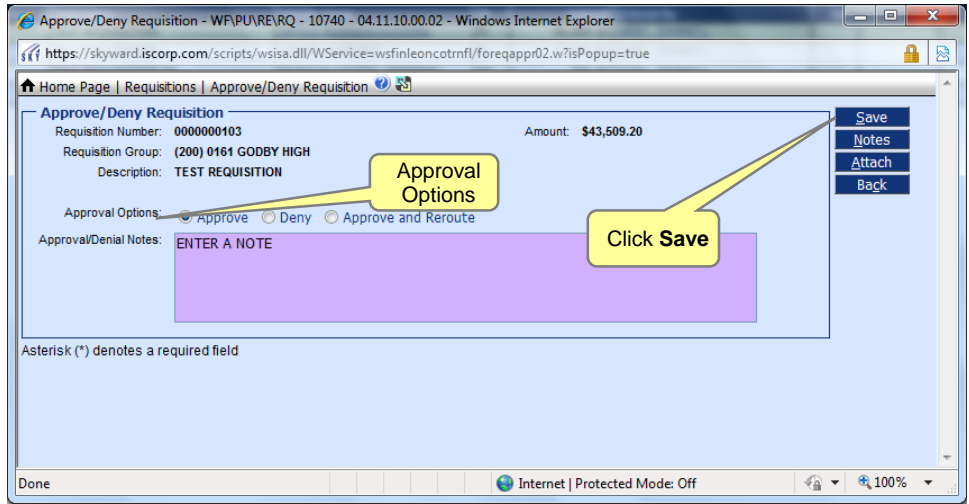 Approve/Deny Requisition - WF\PU\RE\RQ - 10740 - 04.11.10.00.02 - Windows Internet Explorer
https://skyward.iscorp.com/scripts/wsisa.dll/WService=wsfinleoncotrnfl/foreqappr02.w?isPopup=true
Home Page | Requisitions | Approve/Deny Requisition
Approve/Deny Requisition
Requisition Number: 0000000103 Amount: $43,509.20
Requisition Group: (200) 0161 GODBY HIGH
Description: TEST REQUISITION
Approval Options
Approval Options: Approve Deny Approve and Reroute
Approval/Denial Notes: ENTER A NOTE
Click Save
Save
Notes
Attach
Back
Asterisk (*) denotes a required field
Done Internet | Protected Mode: Off 100%